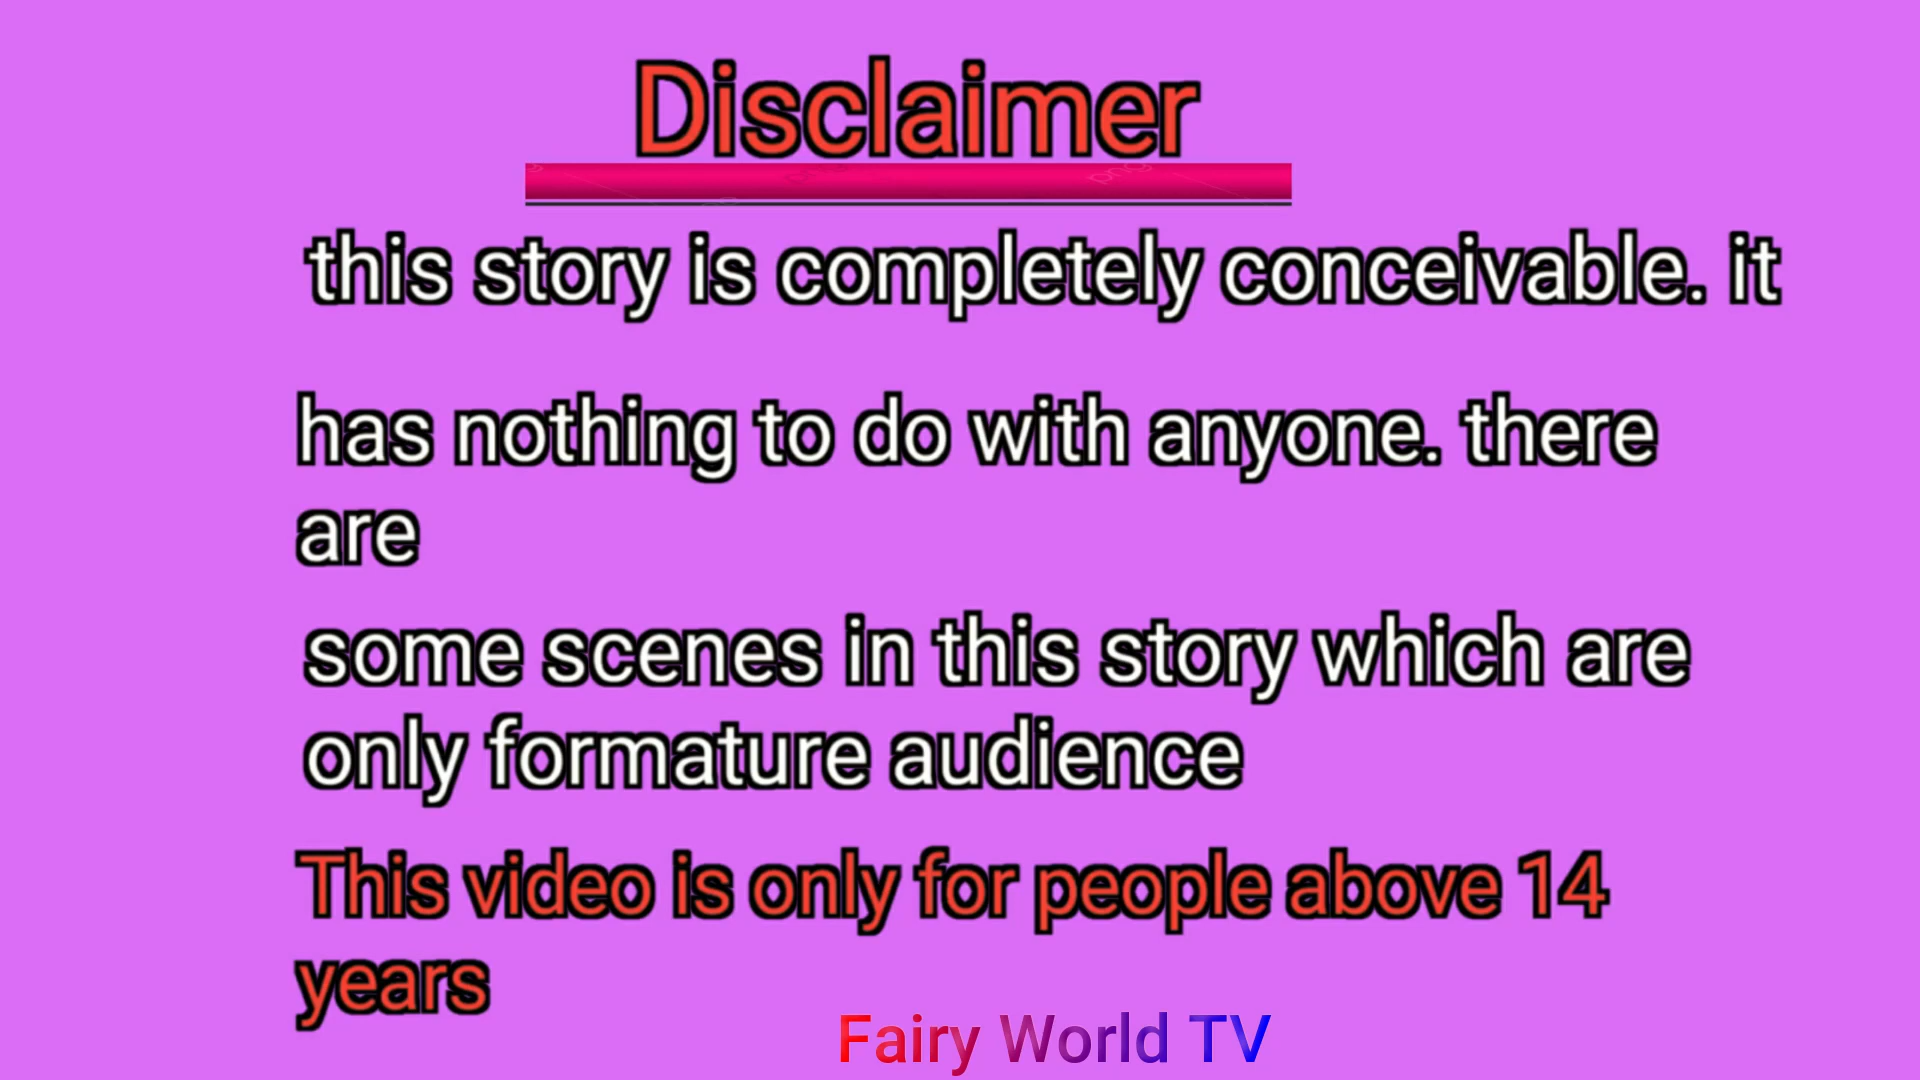 Disclaimer
this story is completely conceivable. it
has nothing to do with anyone. there
are
some scenes in this story which are
only formature audience
This video is only for people above 14
years
Fairy World TV